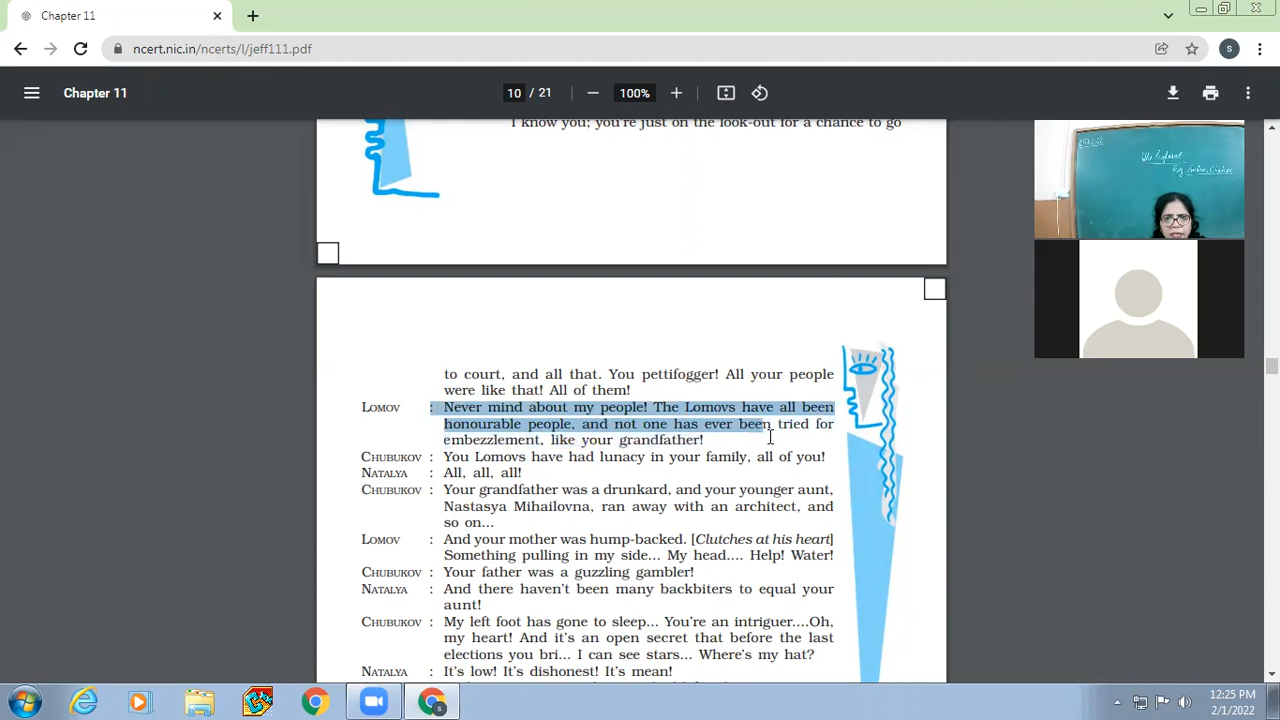 Chapter 11
ncert.nic.in/ncerts/l/jeff111.pdf
S
Chapter 11
10 / 21
100%
I know you; you're just on the look-out for a chance to go
to court, and all that. You pettifogger! All your people
were like that! All of them!
LOMOV : Never mind about my people! The Lomovs have all been
honourable people, and not one has ever been tried for
embezzlement, like your grandfather!
CHUBUKOV : You Lomovs have had lunacy in your family, all of you!
NATALYA : All, all, all!
CHUBUKOV : Your grandfather was a drunkard, and your younger aunt,
Nastasya Mihailovna, ran away with an architect, and
so on...
LOMOV : And your mother was hump-backed. [Clutches at his heart]
Something pulling in my side... My head.... Help! Water!
CHUBUKOV : Your father was a guzzling gambler!
NATALYA : And there haven't been many backbiters to equal your
aunt!
CHUBUKOV : My left foot has gone to sleep... You're an intriguer....Oh,
my heart! And it's an open secret that before the last
elections you bri... I can see stars... Where's my hat?
NATALYA : It's low! It's dishonest! It's mean!
12:25 PM
2/1/2022